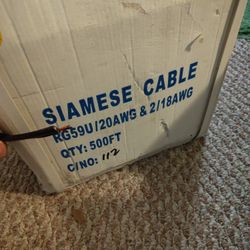 SIAMESE CABLE
RG59U/20AWG & 2/18AWG
QTY: 500FT
C/NO: 112